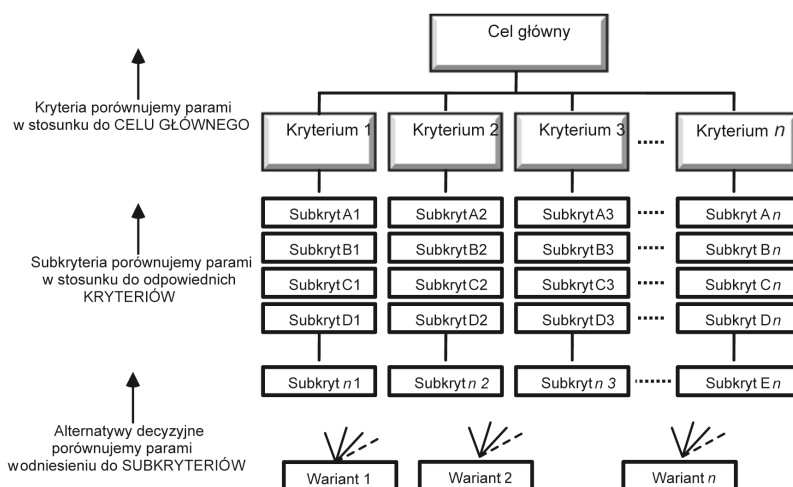 Cel główny
Kryteria porównujemy parami
w stosunku do CELU GŁÓWNEGO
Kryterium 1
Kryterium 2
Kryterium 3
Kryterium n
Subkryt A1
Subkryt A2
Subkryt A3
Subkryt An
Subkryteria porównujemy parami
w stosunku do odpowiednich
KRYTERIÓW
Subkryt B1
Subkryt B2
Subkryt B3
Subkryt Bn
Subkryt C1
Subkryt C2
Subkryt C3
Subkryt Cn
Subkryt D1
Subkryt D2
Subkryt D3
Subkryt Dn
Subkryt n1
Subkryt n 2
Subkryt n 3
Subkryt En
Alternatywy decyzyjne
porównujemy parami
wodniesieniu do SUBKRYTERIÓW
Wariant 1
Wariant 2
Wariant n